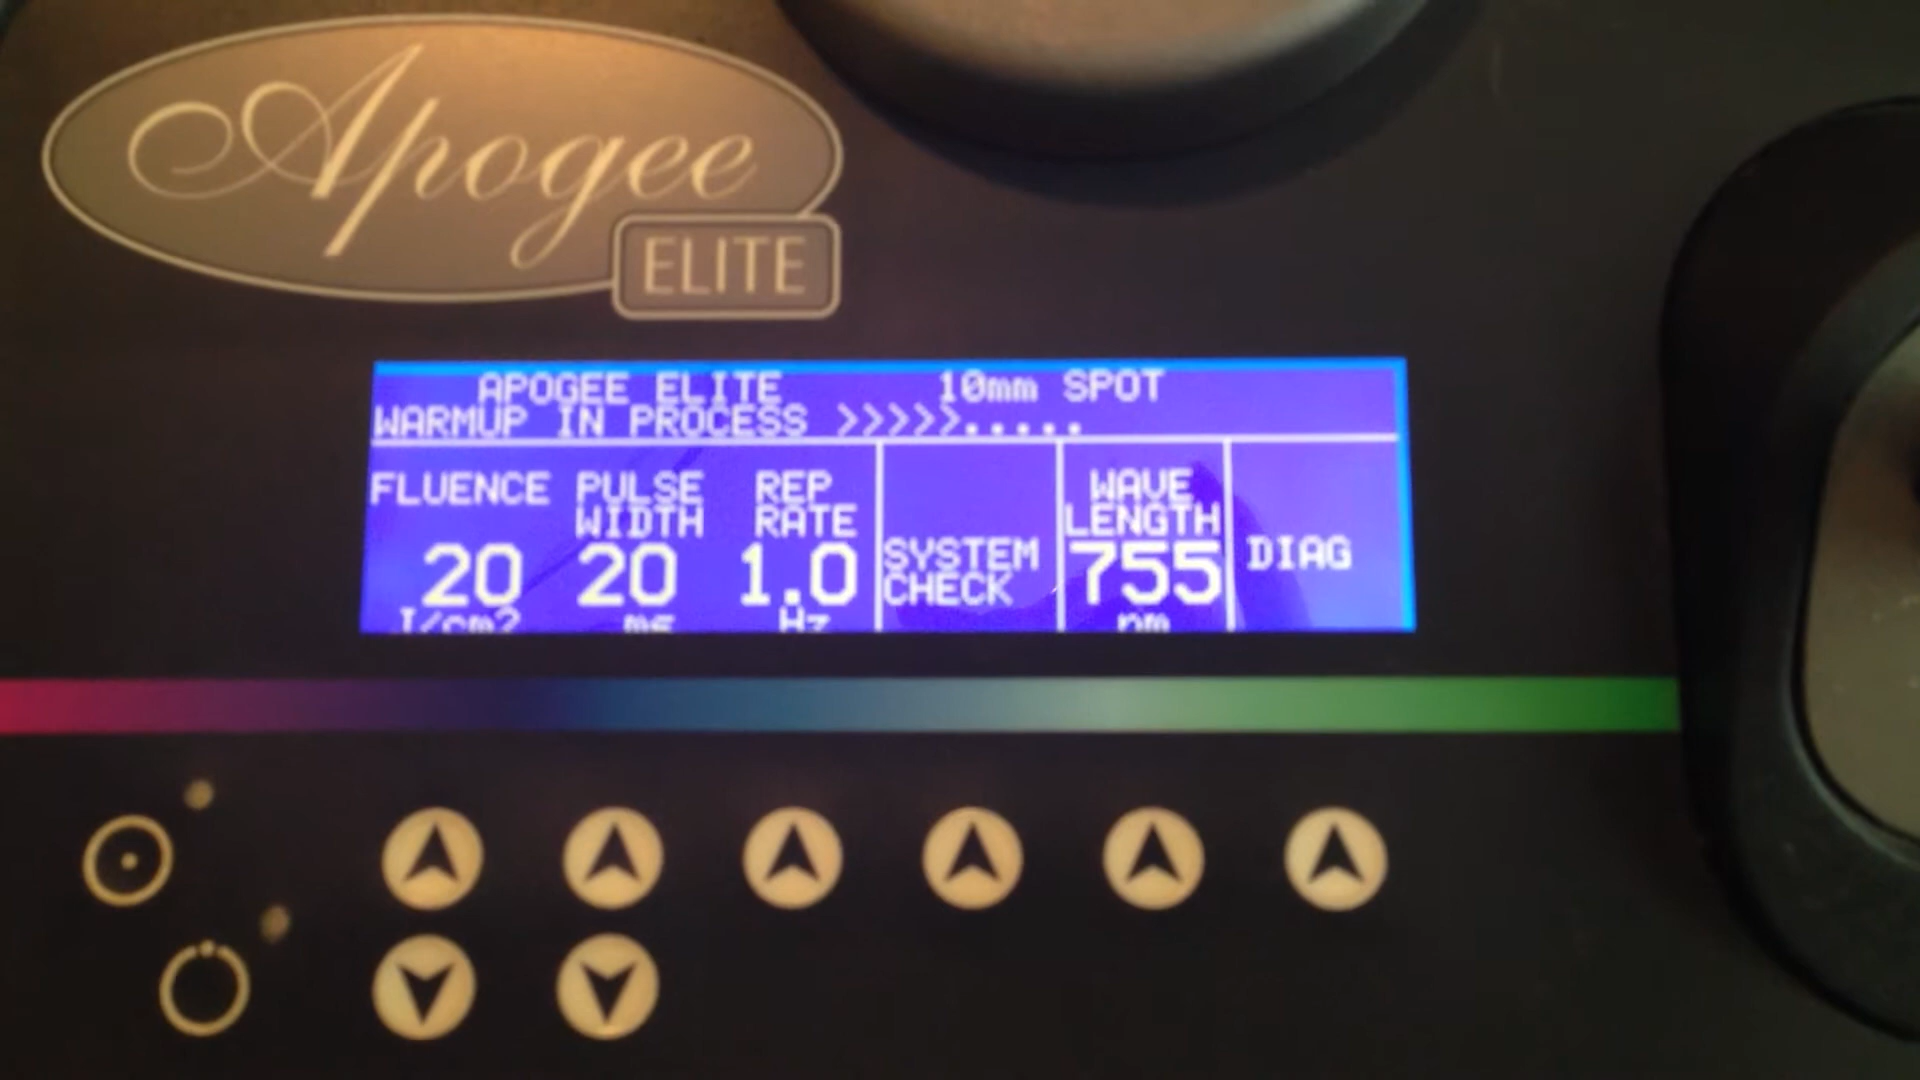 Apogee
ELITE
APOGEE ELITE 10mm SPOT
WARMUP IN PROCESS >>>>>.....
FLUENCE PULSE WIDTH REP RATE SYSTEM CHECK WAVE LENGTH DIAG
20 20 1.0 755
J/cm2 ms Hz nm